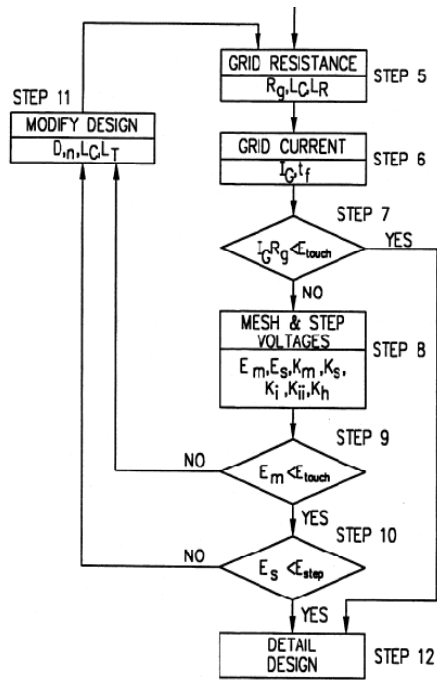 GRID RESISTANCE
STEP 5
Rg, LC, LR
STEP 11
MODIFY DESIGN
D, n, LC, LT
GRID CURRENT
STEP 6
IG, tf
STEP 7
IGRg <Etouch
YES
NO
MESH & STEP
VOLTAGES
STEP 8
Em, Es, Km, Ks,
Ki, Kii, Kh
STEP 9
NO
Em <Etouch
YES
STEP 10
NO
Es <Estep
YES
DETAIL
DESIGN
STEP 12